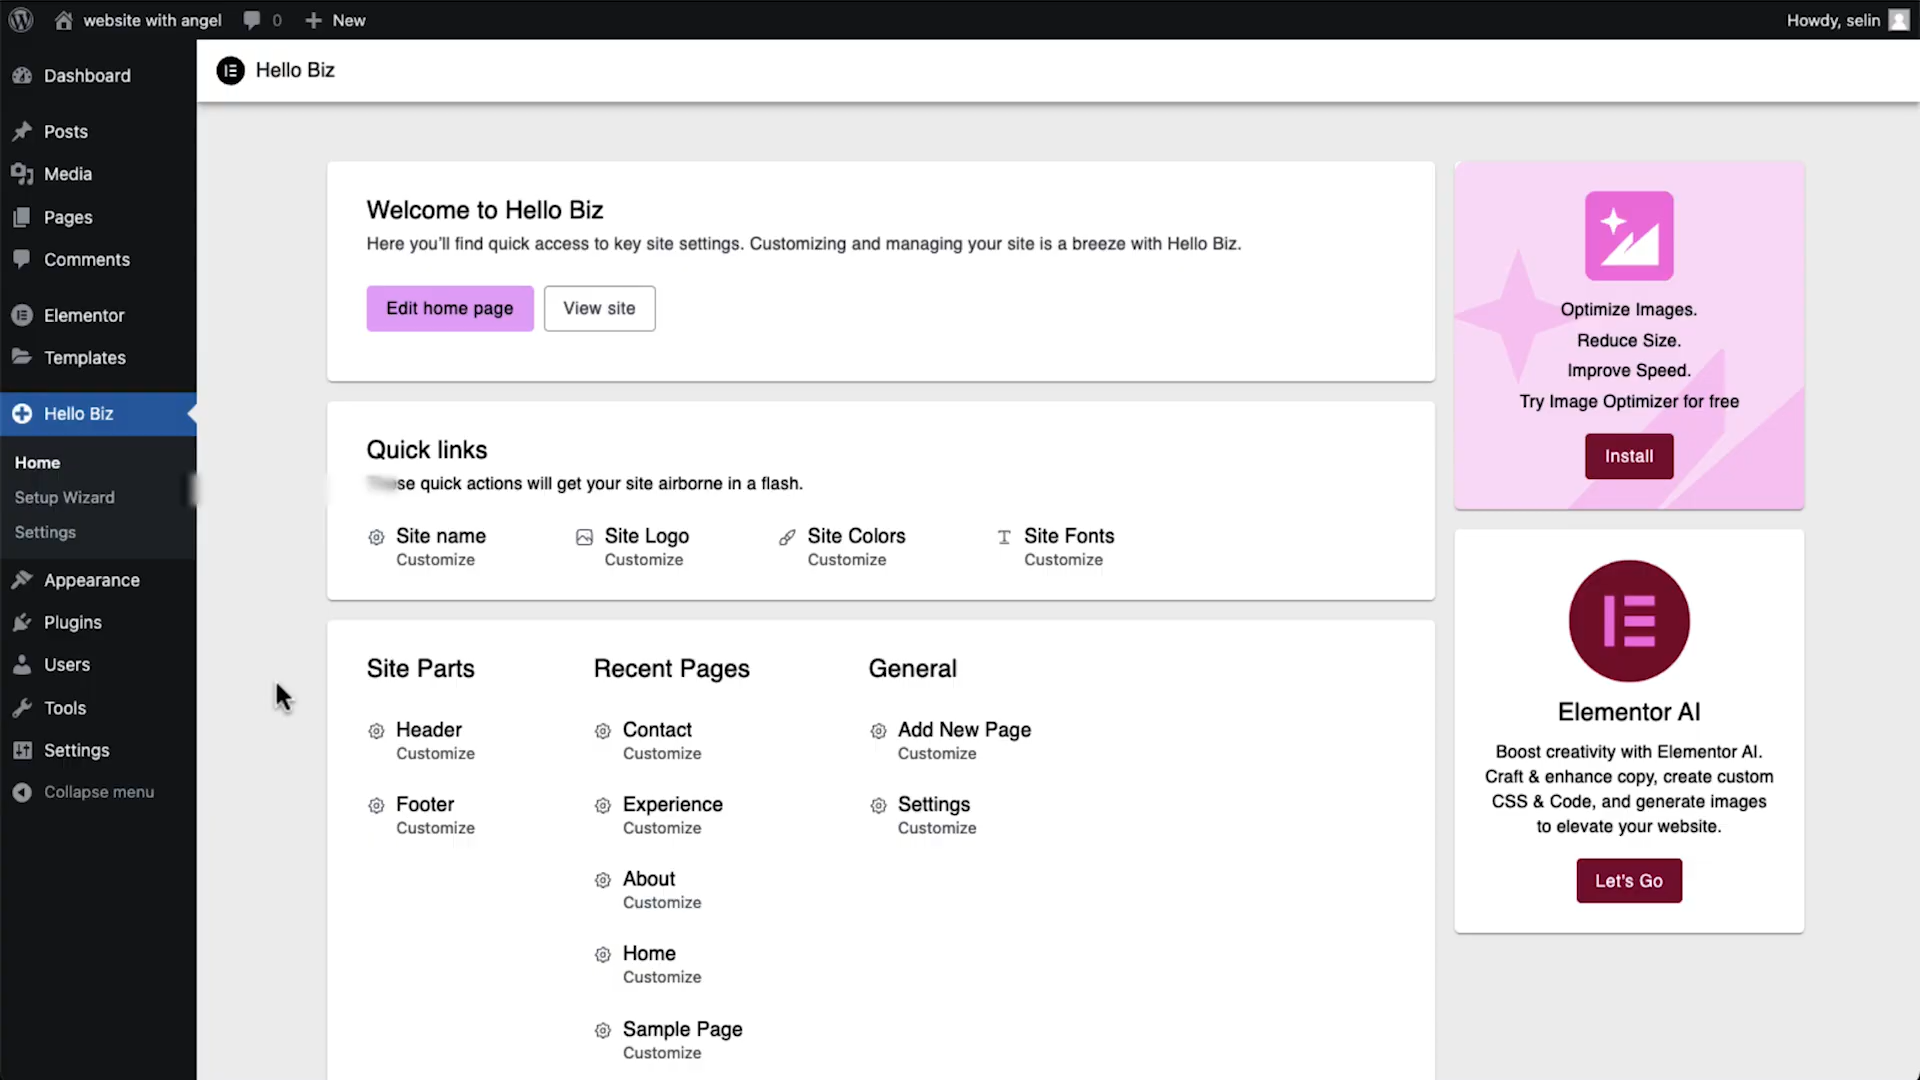 website with angel
0
New
Howdy, selin
Dashboard
Posts
Media
Pages
Comments
Elementor
Templates
Hello Biz
Home
Setup Wizard
Settings
Appearance
Plugins
Users
Tools
Settings
Collapse menu
Hello Biz
Welcome to Hello Biz
Here you'll find quick access to key site settings. Customizing and managing your site is a breeze with Hello Biz.
Edit home page
View site
Quick links
These quick actions will get your site airborne in a flash.
Site name
Customize
Site Logo
Customize
Site Colors
Customize
Site Fonts
Customize
Site Parts
Header
Customize
Footer
Customize
Recent Pages
Contact
Customize
Experience
Customize
About
Customize
Home
Customize
Sample Page
Customize
General
Add New Page
Customize
Settings
Customize
Optimize Images.
Reduce Size.
Improve Speed.
Try Image Optimizer for free
Install
Elementor AI
Boost creativity with Elementor AI.
Craft & enhance copy, create custom
CSS & Code, and generate images
to elevate your website.
Let's Go